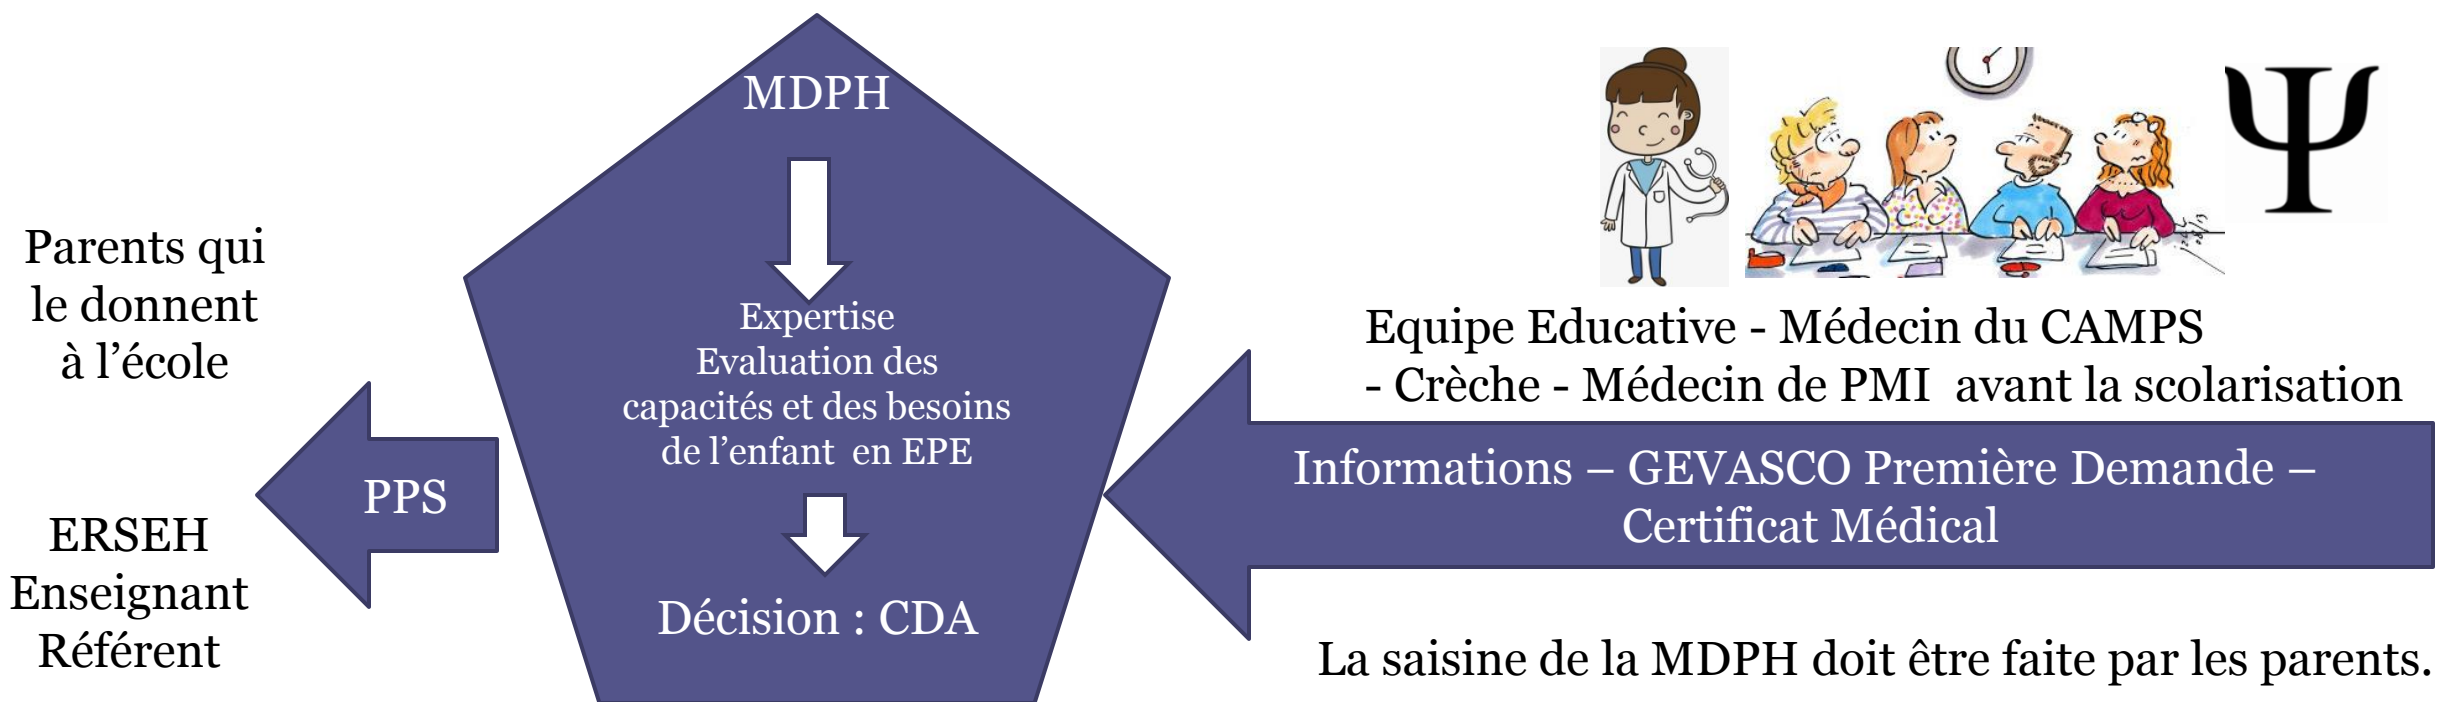 MDPH
Expertise
Evaluation des
capacités et des besoins
de l'enfant en EPE
Décision : CDA
Parents qui
le donnent
à l'école
PPS
ERSEH
Enseignant
Référent
Ψ
Equipe Educative - Médecin du CAMPS
- Crèche - Médecin de PMI avant la scolarisation
Informations – GEVASCO Première Demande –
Certificat Médical
La saisine de la MDPH doit être faite par les parents.